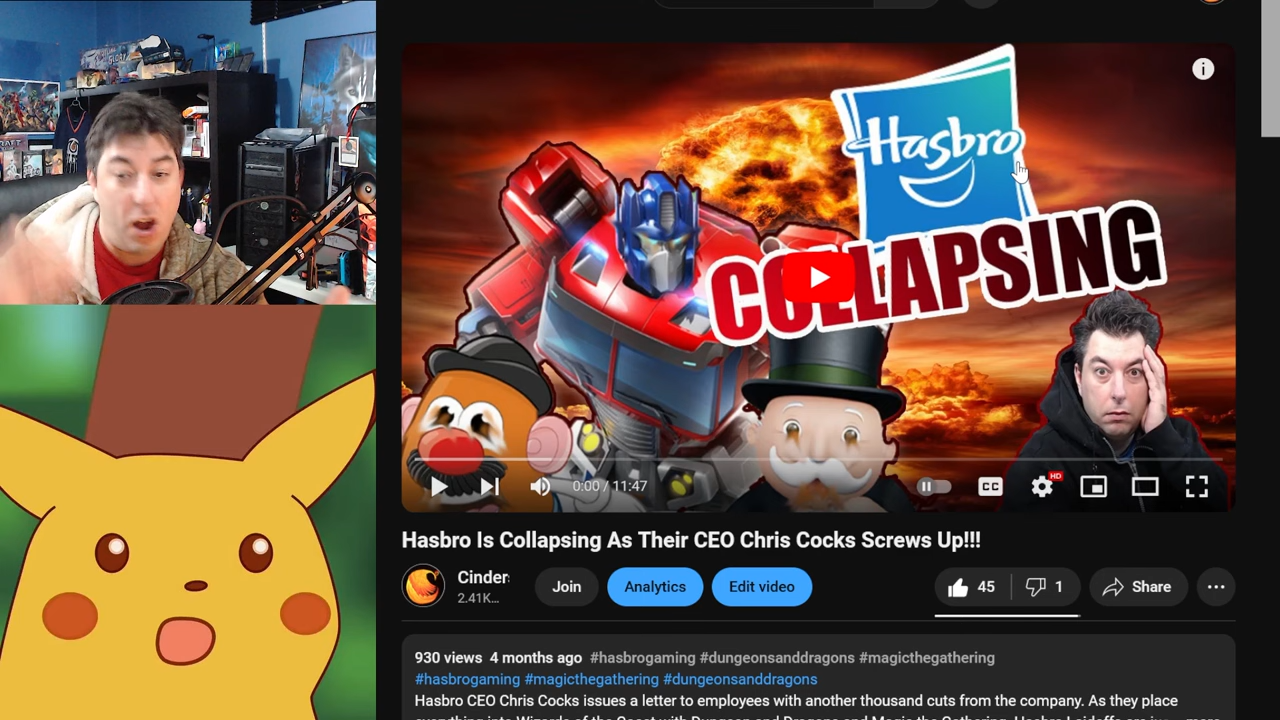 Hasbro
COLLAPSING
HD
CC
0:00 / 11:47
Hasbro Is Collapsing As Their CEO Chris Cocks Screws Up!!!
Cinder
2.41K...
Join
Analytics
Edit video
45
1
Share
930 views 4 months ago #hasbrogaming #dungeonsanddragons #magicthegathering
#hasbrogaming #magicthegathering #dungeonsanddragons
Hasbro CEO Chris Cocks issues a letter to employees with another thousand cuts from the company. As they place